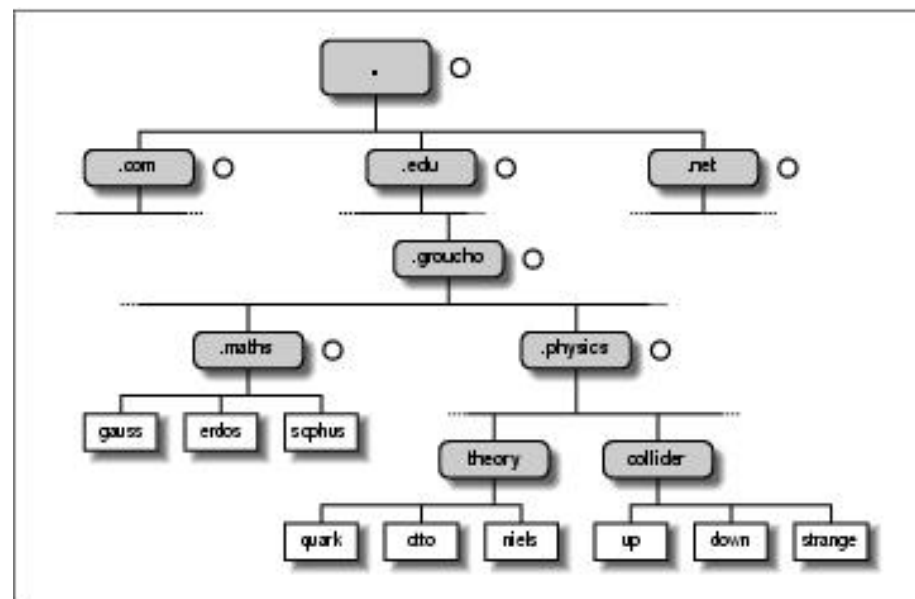 .
.com .edu .net
.groucho
.maths .physics
gauss erdos sophus
theory collider
quark otto niels up down strange